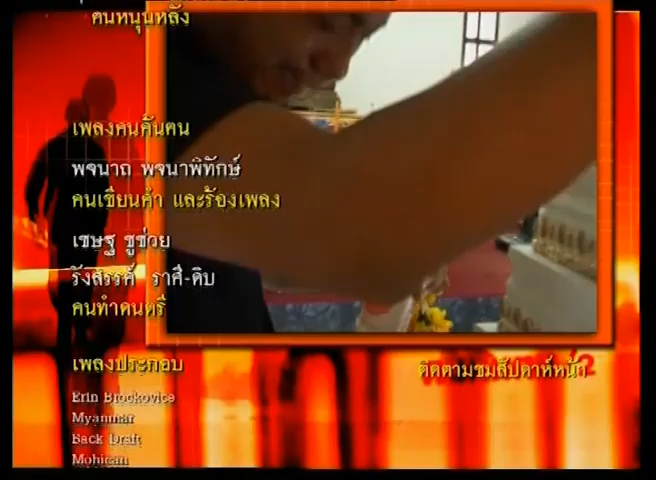 คนหนุนหลัง
เพลงคนค้นฅน
พจนาถ พจนาพิทักษ์
คนเขียนคำ และร้องเพลง
เชษฐ ชูช่วย
รังสรรค์ ราศี-ดิบ
คนทำดนตรี
เพลงประกอบ
ติดตามชมสัปดาห์หน้า
Erin Brockovice
Myanmar
Back Draft
Mohican